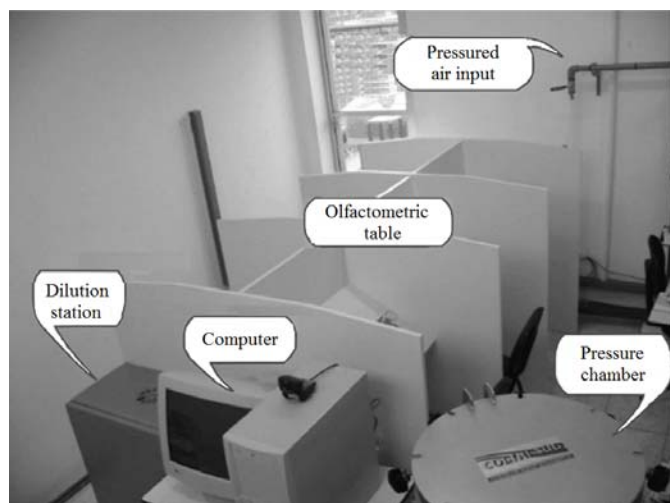 Pressured
air input
Olfactometric
table
Dilution
station
Computer
Pressure
chamber